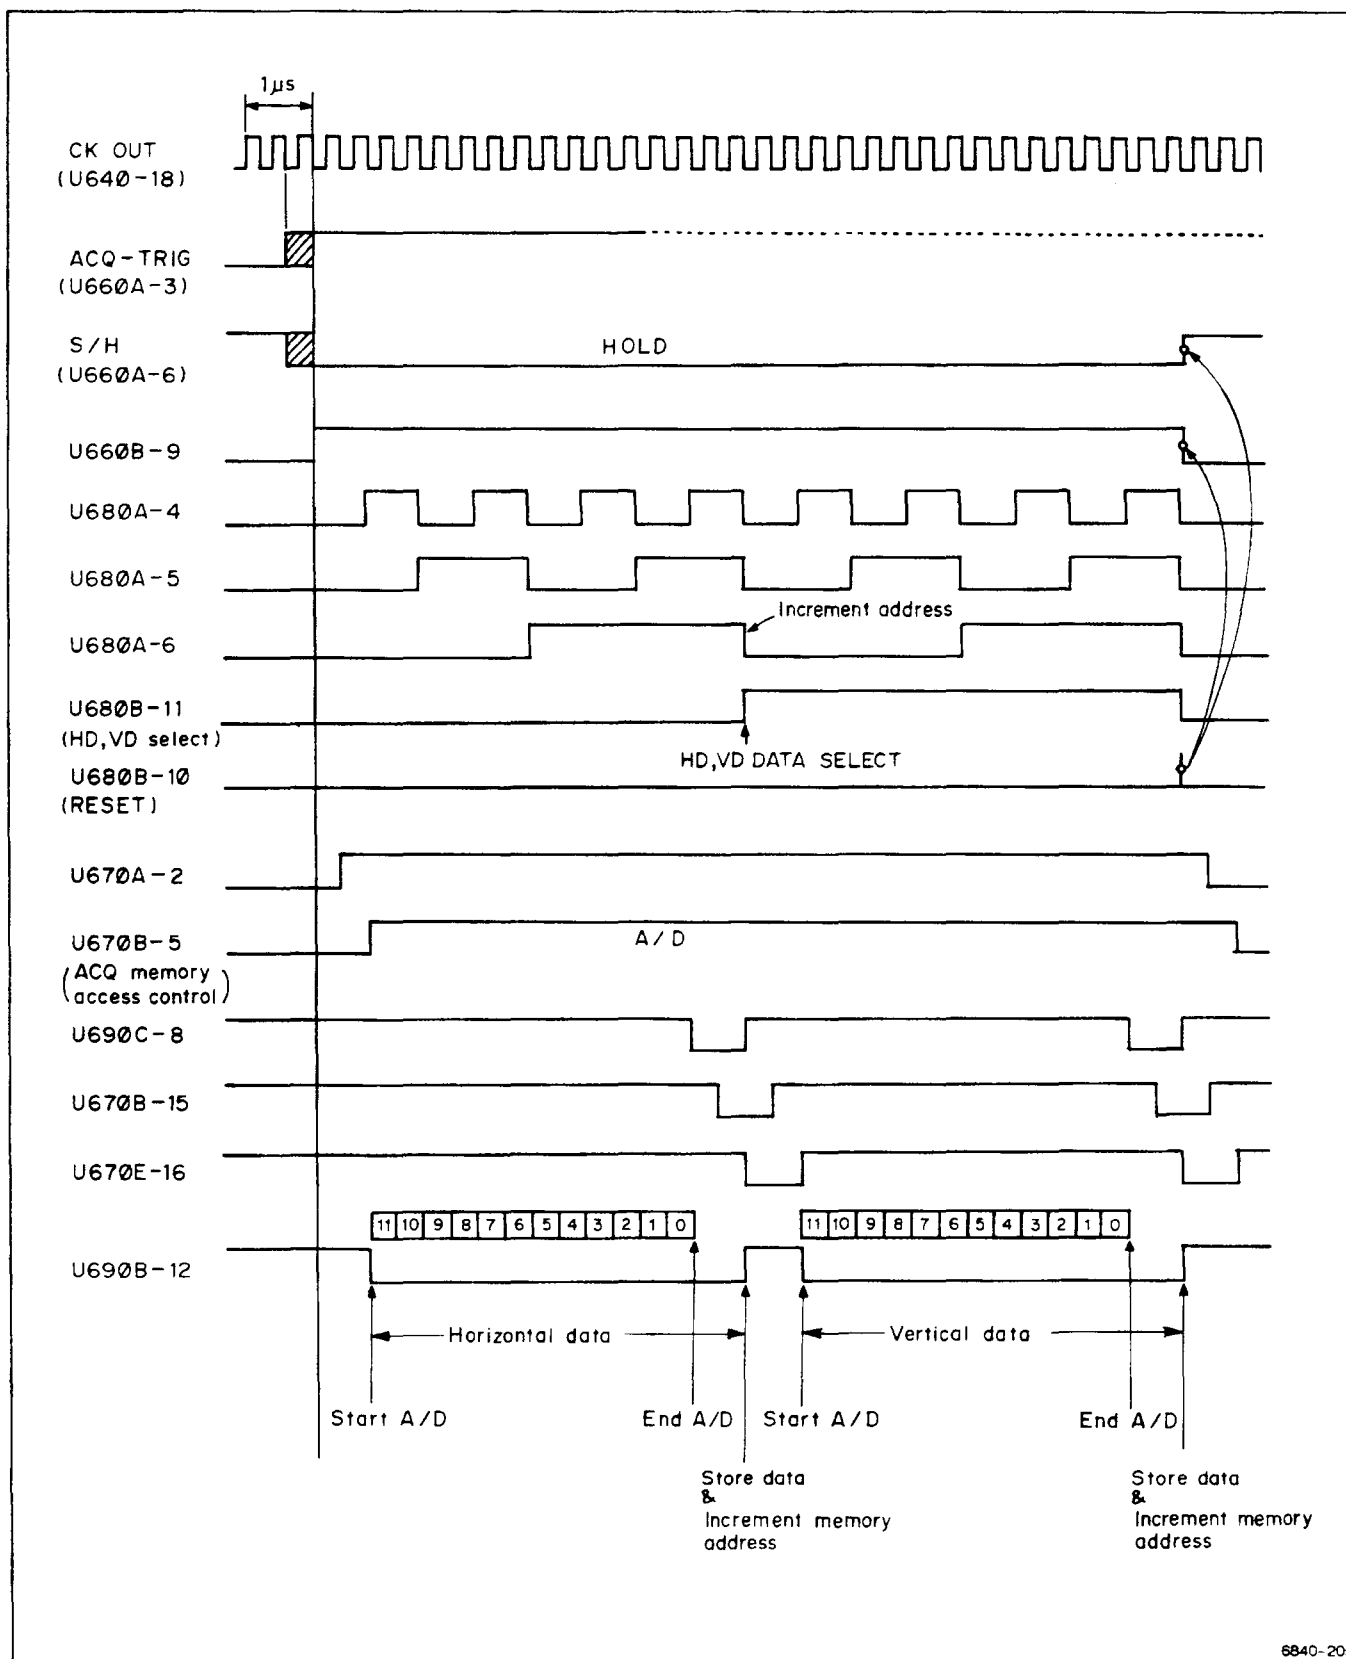 1µs
CK OUT
(U640-18)
ACQ-TRIG
(U660A-3)
S/H
(U660A-6)
HOLD
U660B-9
U680A-4
U680A-5
Increment address
U680A-6
U680B-11
(HD,VD select)
HD,VD DATA SELECT
U680B-10
(RESET)
U670A-2
U670B-5
A/D
(ACQ memory
access control)
U690C-8
U670B-15
U670E-16
11 10 9 8 7 6 5 4 3 2 1 0
11 10 9 8 7 6 5 4 3 2 1 0
U690B-12
Horizontal data
Vertical data
Start A/D
End A/D
Start A/D
End A/D
Store data
&
Increment memory
address
Store data
&
Increment memory
address
6840-20